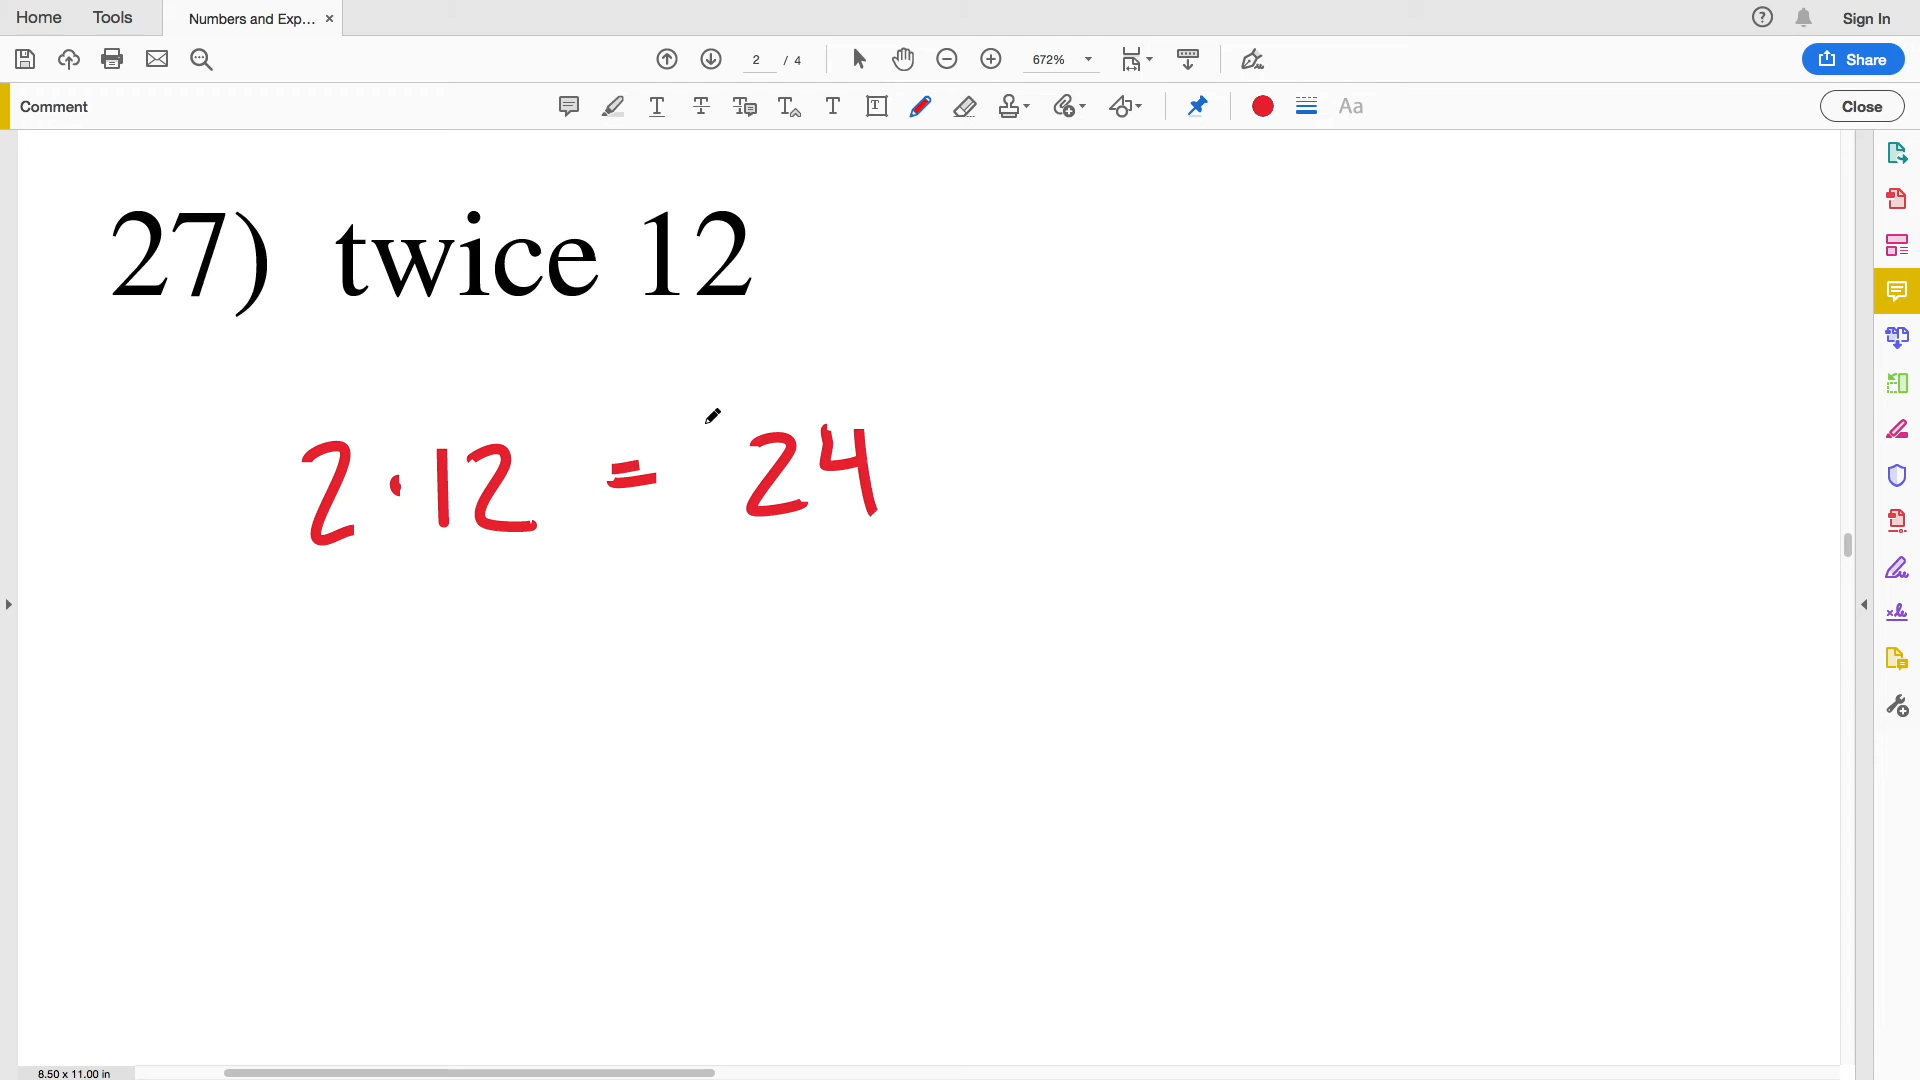 Home Tools Numbers and Exp... × Sign In
2 / 4 672% Share
Comment Aa Close
27) twice 12
2 · 12 = 24
8.50 x 11.00 in